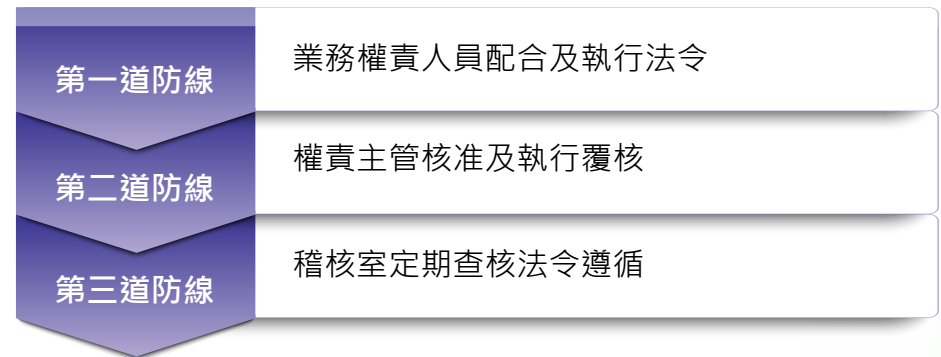 第一道防線
業務權責人員配合及執行法令
第二道防線
權責主管核准及執行覆核
第三道防線
稽核室定期查核法令遵循